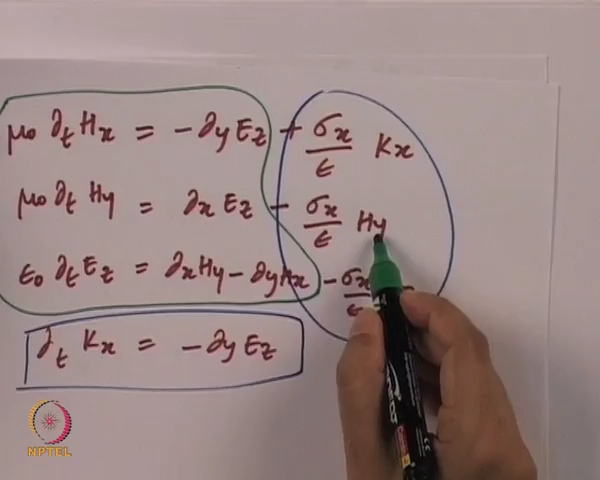 μ₀ ∂t Hx = - ∂y Ez + σx/ε Kx
μ₀ ∂t Hy = ∂x Ez - σx/ε Hy
ε₀ ∂t Ez = ∂x Hy - ∂y Hx - σx/ε
∂t Kx = - ∂y Ez
NPTEL